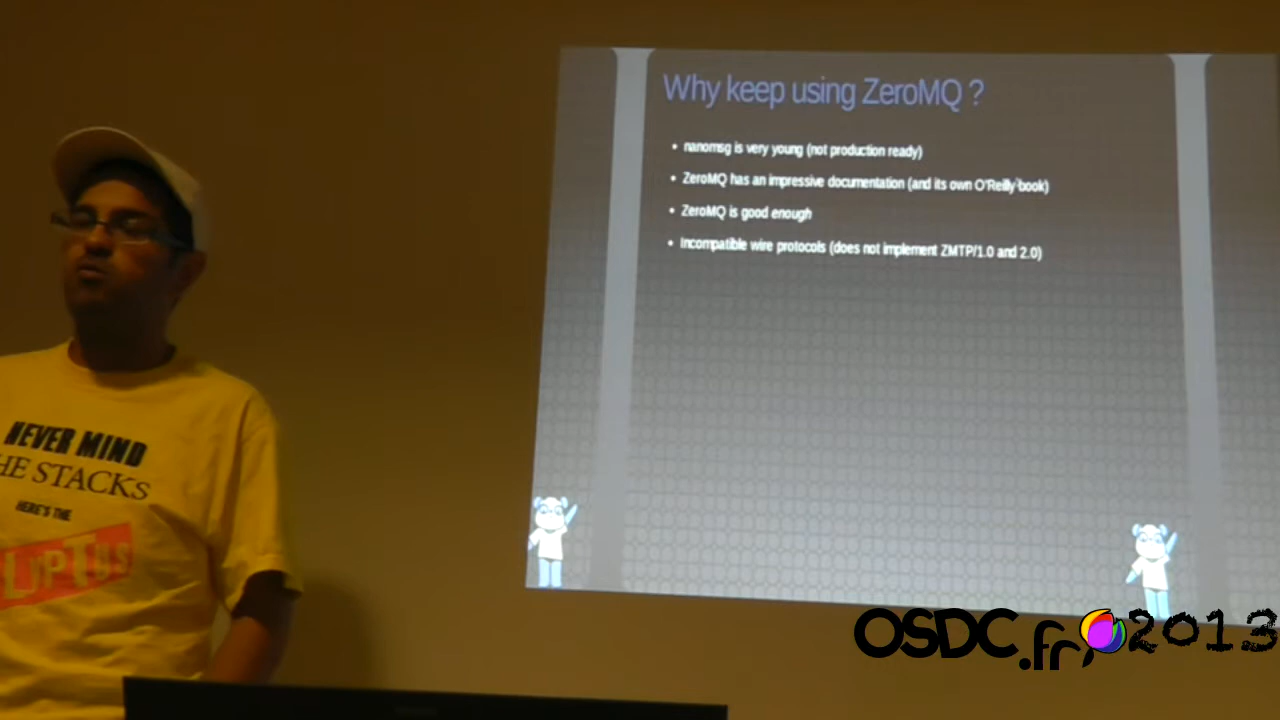 Why keep using ZeroMQ ?
• nanomsg is very young (not production ready)
• ZeroMQ has an impressive documentation (and its own O'Reilly book)
• ZeroMQ is good enough
• Incompatible wire protocols (does not implement ZMTP/1.0 and 2.0)
NEVER MIND
HE STACKS
HERE'S THE
LYPTUS
OSDC.fr 2013